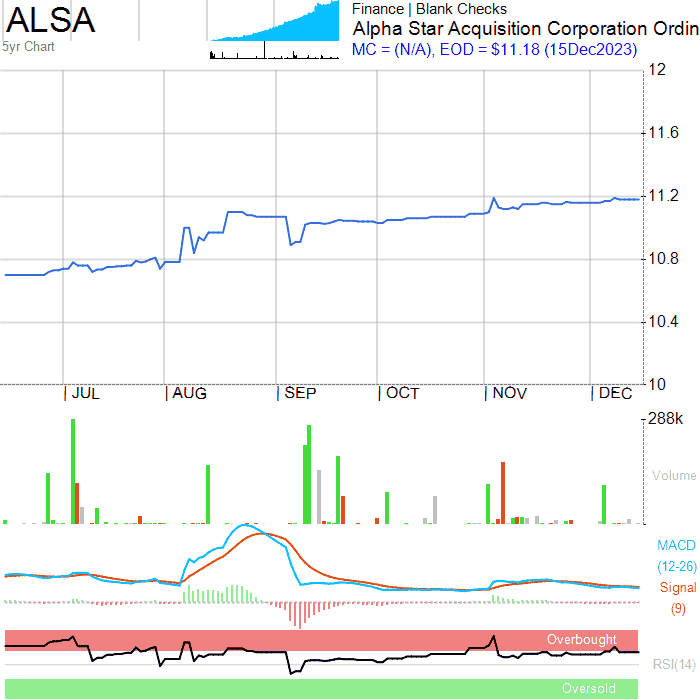 ALSA
5yr Chart
Finance | Blank Checks
Alpha Star Acquisition Corporation Ordin
MC = (N/A), EOD = $11.18 (15Dec2023)
12
11.6
11.2
10.8
10.4
10
JUL
AUG
SEP
OCT
NOV
DEC
288k
Volume
MACD
(12-26)
Signal
(9)
Overbought
RSI(14)
Oversold